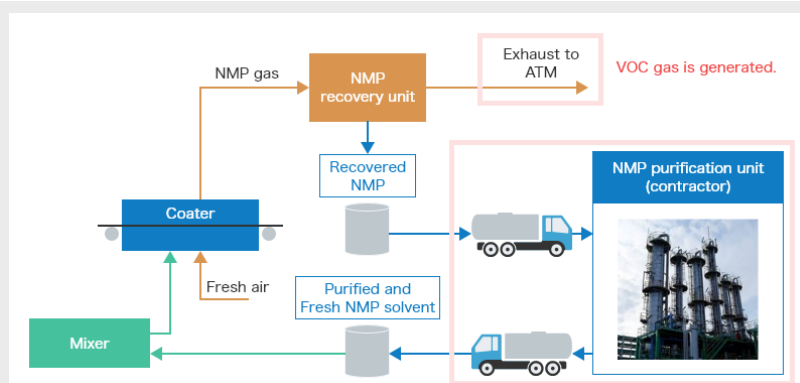 NMP gas
NMP
recovery unit
Exhaust to
ATM
VOC gas is generated.
Recovered
NMP
NMP purification unit
(contractor)
Coater
Fresh air
Purified and
Fresh NMP solvent
Mixer